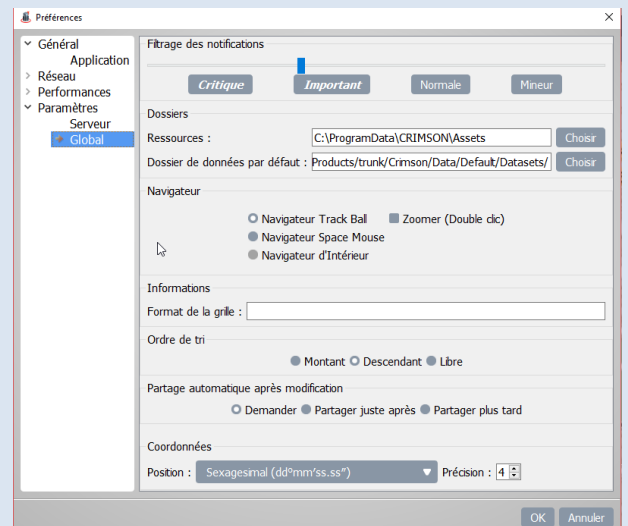 Préférences
Général
Application
Réseau
Performances
Paramètres
Serveur
Global
Filtrage des notifications
Critique Important Normale Mineur
Dossiers
Ressources : C:\ProgramData\CRIMSON\Assets Choisir
Dossier de données par défaut : Products/trunk/Crimson/Data/Default/Datasets/ Choisir
Navigateur
Navigateur Track Ball Zoomer (Double clic)
Navigateur Space Mouse
Navigateur d'Intérieur
Informations
Format de la grille :
Ordre de tri
Montant Descendant Libre
Partage automatique après modification
Demander Partager juste après Partager plus tard
Coordonnées
Position : Sexagesimal (ddºmm'ss.ss") Précision : 4
OK Annuler